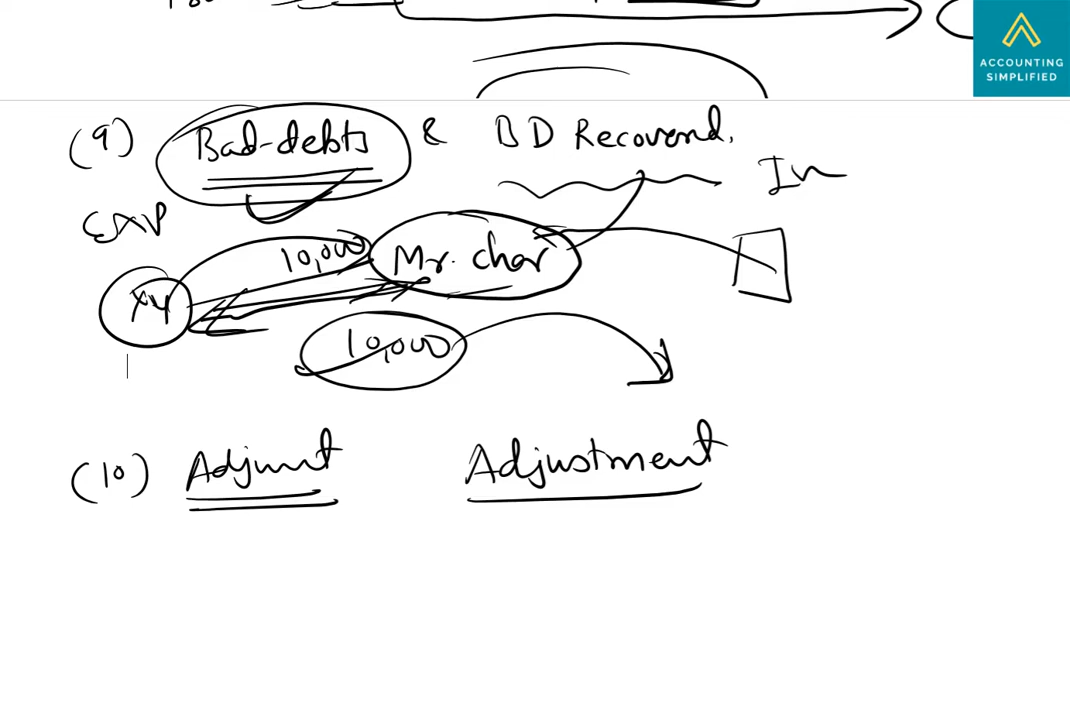 ACCOUNTING
SIMPLIFIED
(9) Bad-debts & BD Recovered.
In
EXP
10,000 Mr. char
XY
10,000
(10) Adjunt Adjustment